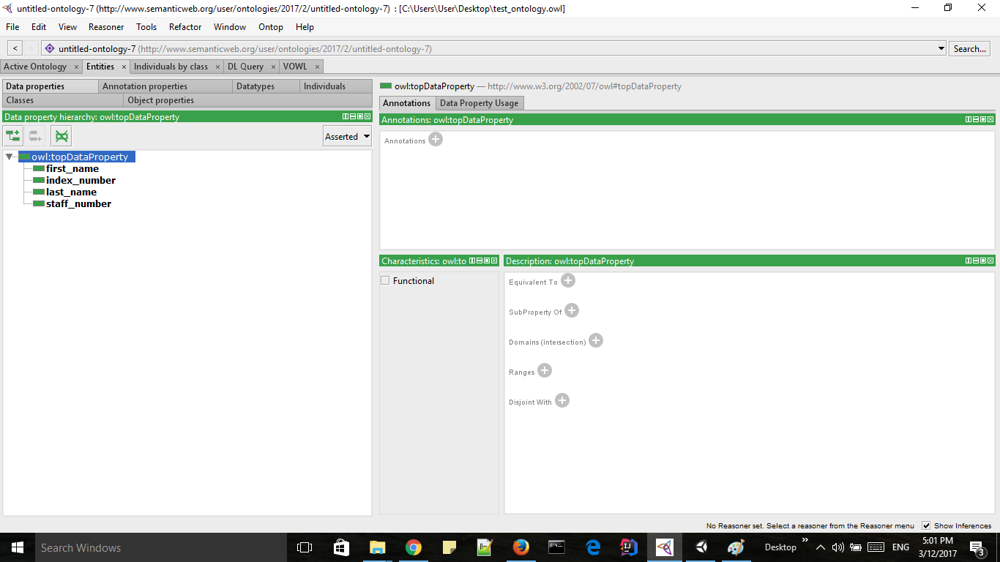 untitled-ontology-7 (http://www.semanticweb.org/user/ontologies/2017/2/untitled-ontology-7) : [C:\Users\User\Desktop\test_ontology.owl]
File Edit View Reasoner Tools Refactor Window Ontop Help
< > untitled-ontology-7 (http://www.semanticweb.org/user/ontologies/2017/2/untitled-ontology-7) Search...
Active Ontology × Entities × Individuals by class × DL Query × VOWL ×
Data properties Annotation properties Datatypes Individuals
Classes Object properties
Data property hierarchy: owl:topDataProperty
Asserted
owl:topDataProperty
first_name
index_number
last_name
staff_number
owl:topDataProperty — http://www.w3.org/2002/07/owl#topDataProperty
Annotations Data Property Usage
Annotations: owl:topDataProperty
Annotations
Characteristics: owl:to
Functional
Description: owl:topDataProperty
Equivalent To
SubProperty Of
Domains (intersection)
Ranges
Disjoint With
No Reasoner set. Select a reasoner from the Reasoner menu Show Inferences
Search Windows
Desktop
ENG
5:01 PM
3/12/2017
3